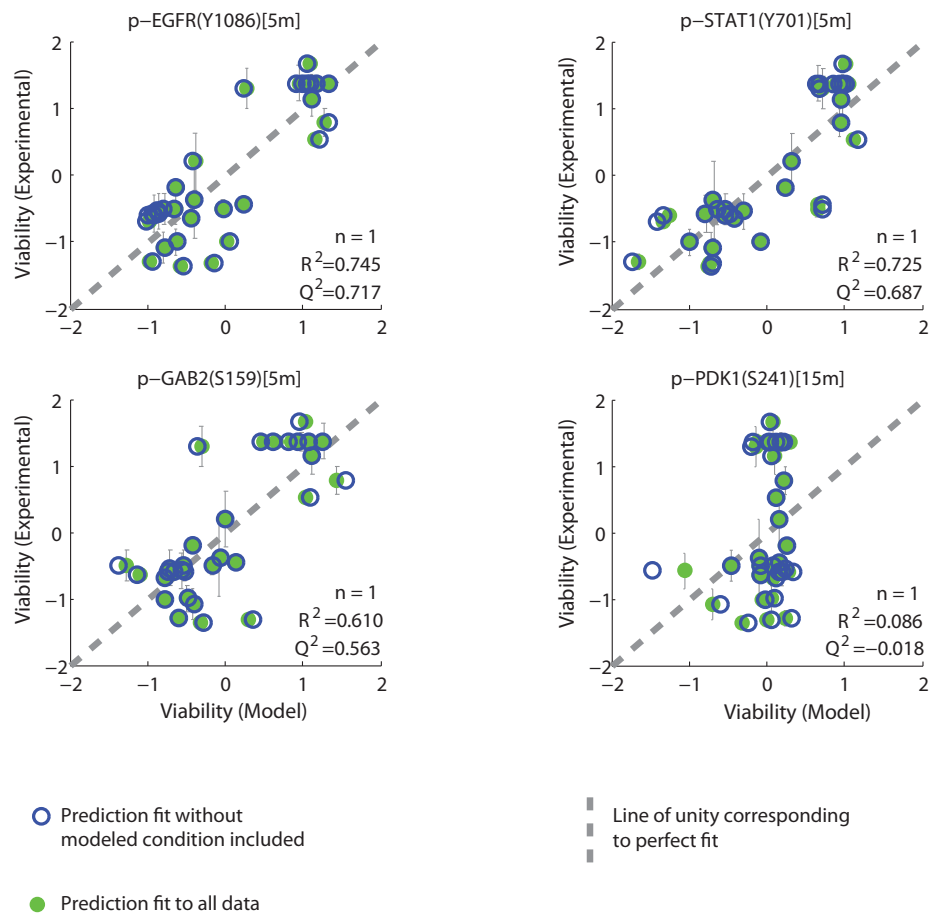 p−EGFR(Y1086)[5m]
2
1
0
−1
−2
Viability (Experimental)
n = 1
R²=0.745
Q²=0.717
−2 −1 0 1 2
p−STAT1(Y701)[5m]
2
1
0
−1
−2
Viability (Experimental)
n = 1
R²=0.725
Q²=0.687
−2 −1 0 1 2
p−GAB2(S159)[5m]
2
1
0
−1
−2
Viability (Experimental)
n = 1
R²=0.610
Q²=0.563
−2 −1 0 1 2
Viability (Model)
p−PDK1(S241)[15m]
2
1
0
−1
−2
Viability (Experimental)
n = 1
R²=0.086
Q²=−0.018
−2 −1 0 1 2
Viability (Model)
Prediction fit without
modeled condition included
Line of unity corresponding
to perfect fit
Prediction fit to all data